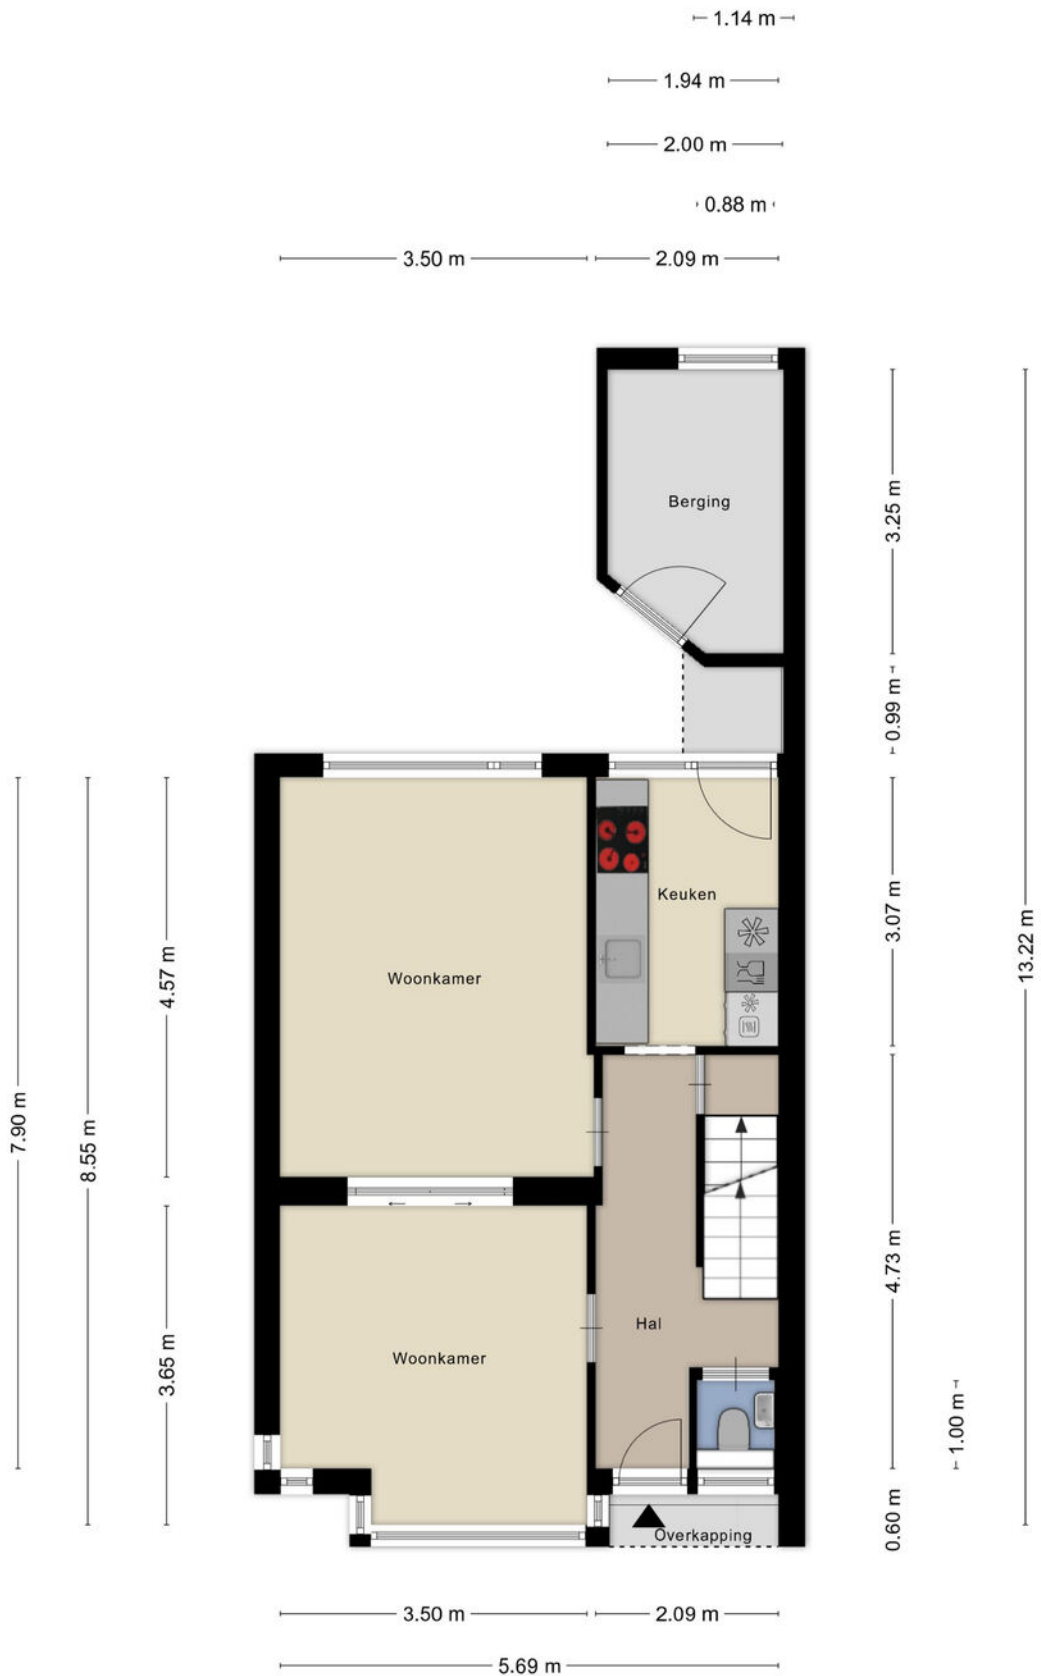 1.14 m
1.94 m
2.00 m
0.88 m
3.50 m
2.09 m
Berging
3.25 m
0.99 m
Keuken
3.07 m
13.22 m
Woonkamer
4.57 m
7.90 m
8.55 m
4.73 m
Hal
Woonkamer
3.65 m
1.00 m
0.60 m
Overkapping
3.50 m
2.09 m
5.69 m